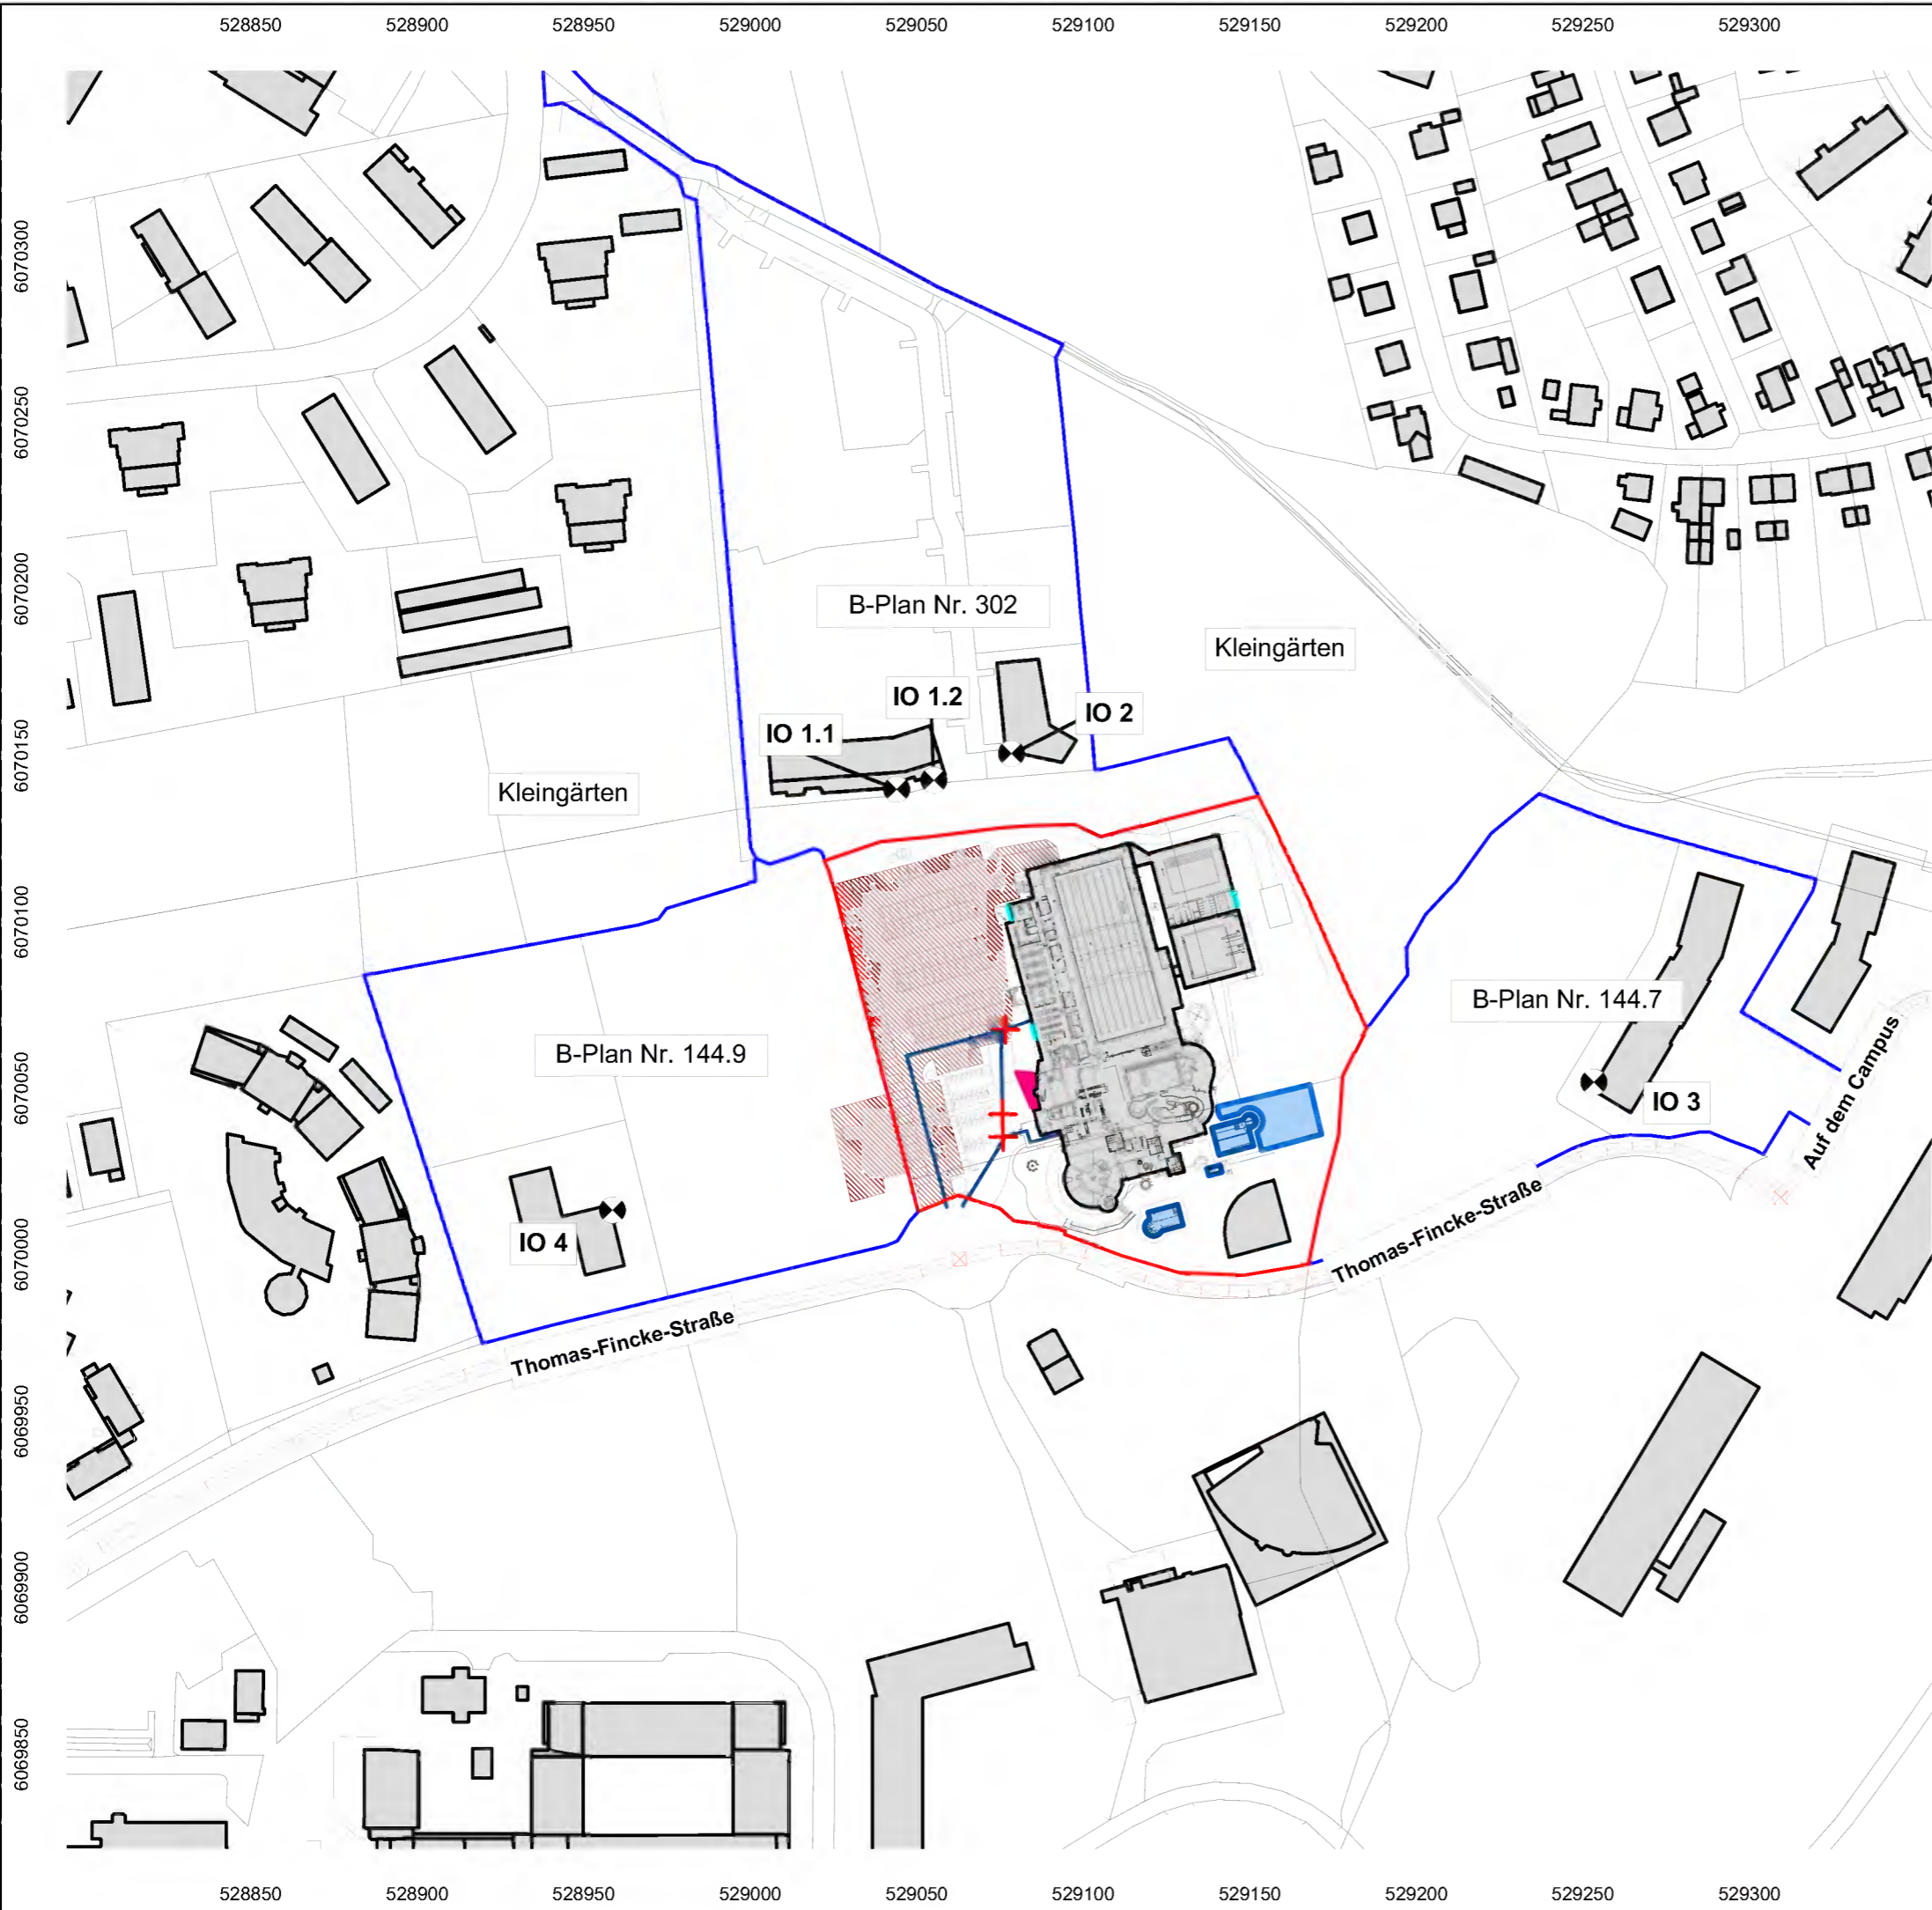 528850 528900 528950 529000 529050 529100 529150 529200 529250 529300
6070300
6070250
6070200
B-Plan Nr. 302
Kleingärten
IO 1.2
IO 2
IO 1.1
6070150
Kleingärten
6070100
B-Plan Nr. 144.7
B-Plan Nr. 144.9
6070050
IO 3
Auf dem Campus
IO 4
6070000
Thomas-Fincke-Straße
Thomas-Fincke-Straße
6069950
6069900
6069850
528850 528900 528950 529000 529050 529100 529150 529200 529250 529300